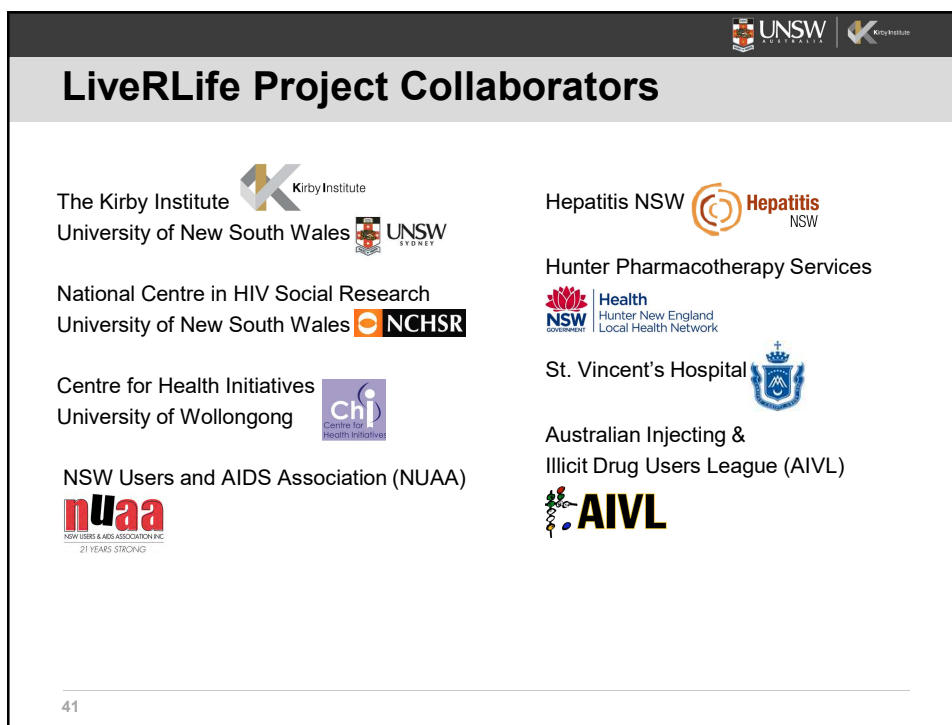 UNSW
AUSTRALIA
Kirby Institute
LiveRLife Project Collaborators
The Kirby Institute
Kirby Institute
University of New South Wales
UNSW
SYDNEY
National Centre in HIV Social Research
University of New South Wales
NCHSR
Centre for Health Initiatives
University of Wollongong
Chi
Centre for
Health Initiatives
NSW Users and AIDS Association (NUAA)
nuaa
NSW USERS & AIDS ASSOCIATION INC
21 YEARS STRONG
Hepatitis NSW
Hepatitis
NSW
Hunter Pharmacotherapy Services
NSW
GOVERNMENT
Health
Hunter New England
Local Health Network
St. Vincent’s Hospital
Australian Injecting &
Illicit Drug Users League (AIVL)
AIVL
41